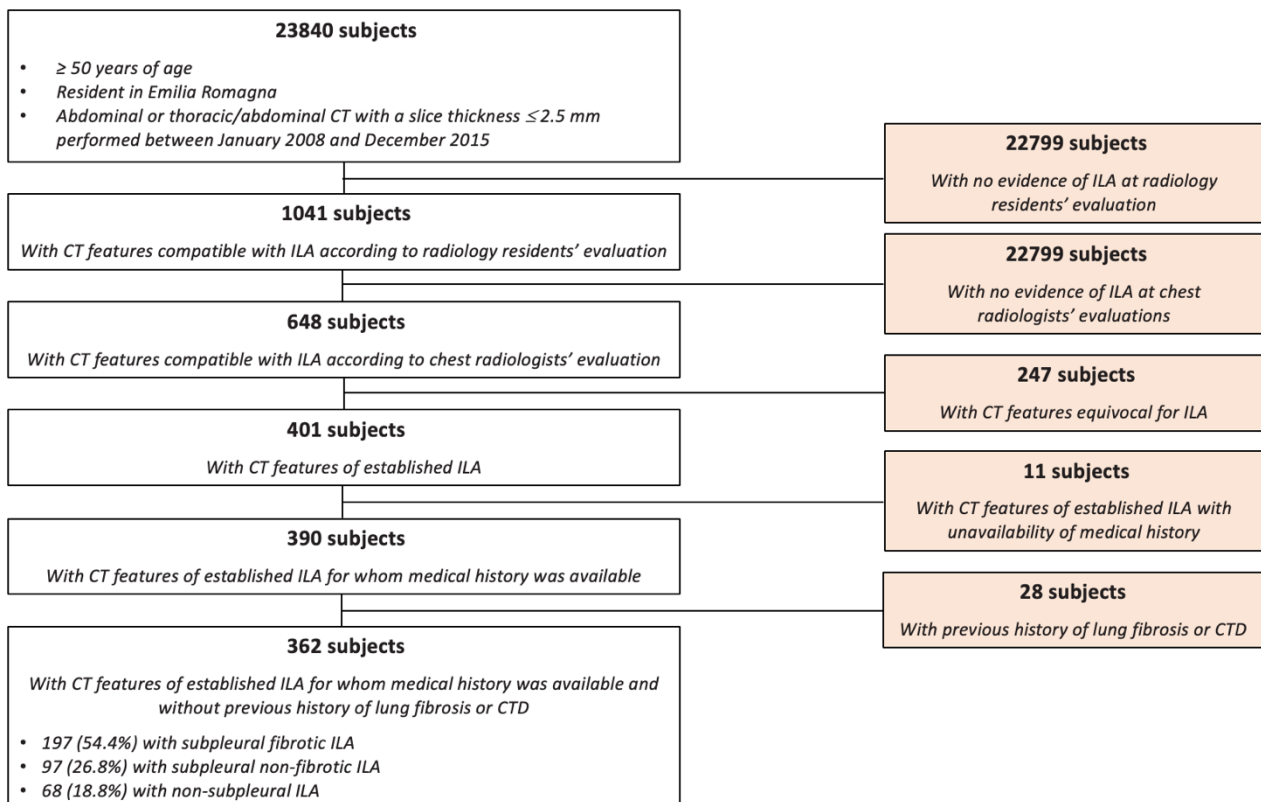 23840 subjects
• ≥ 50 years of age
• Resident in Emilia Romagna
• Abdominal or thoracic/abdominal CT with a slice thickness ≤2.5 mm
performed between January 2008 and December 2015
22799 subjects
With no evidence of ILA at radiology
residents' evaluation
1041 subjects
With CT features compatible with ILA according to radiology residents' evaluation
22799 subjects
With no evidence of ILA at chest
radiologists' evaluations
648 subjects
With CT features compatible with ILA according to chest radiologists' evaluation
247 subjects
With CT features equivocal for ILA
401 subjects
With CT features of established ILA
11 subjects
With CT features of established ILA with
unavailability of medical history
390 subjects
With CT features of established ILA for whom medical history was available
28 subjects
With previous history of lung fibrosis or CTD
362 subjects
With CT features of established ILA for whom medical history was available and
without previous history of lung fibrosis or CTD
• 197 (54.4%) with subpleural fibrotic ILA
• 97 (26.8%) with subpleural non-fibrotic ILA
• 68 (18.8%) with non-subpleural ILA